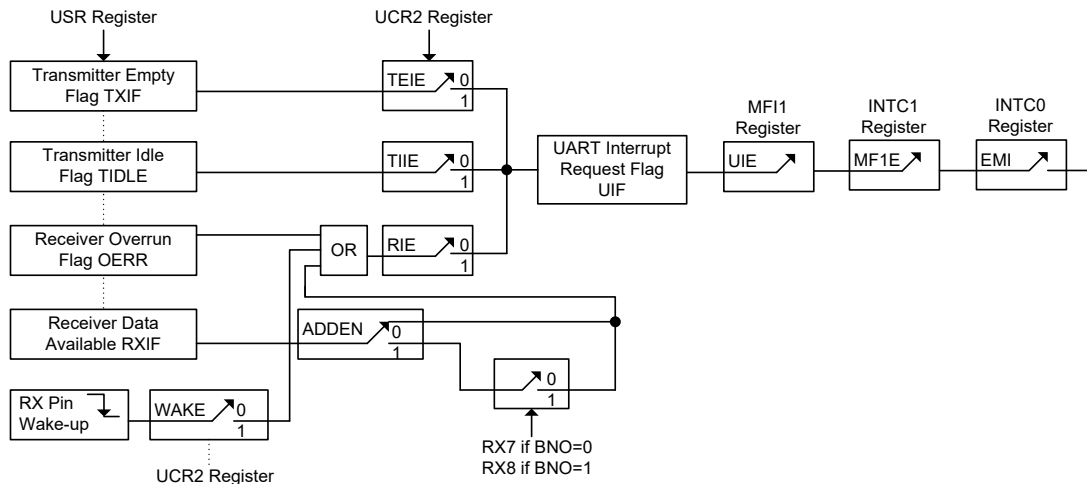 USR Register
UCR2 Register
Transmitter Empty
Flag TXIF
TEIE
0
1
MFI1
Register
INTC1
Register
INTC0
Register
Transmitter Idle
Flag TIDLE
TIIE
0
1
UART Interrupt
Request Flag
UIF
UIE
MF1E
EMI
Receiver Overrun
Flag OERR
OR
RIE
0
1
Receiver Data
Available RXIF
ADDEN
0
1
0
1
RX Pin
Wake-up
WAKE
0
1
RX7 if BNO=0
RX8 if BNO=1
UCR2 Register